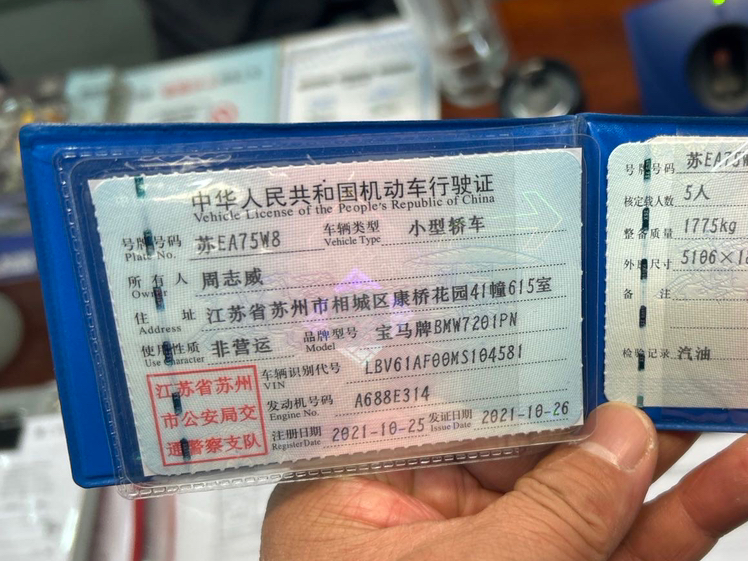 中华人民共和国机动车行驶证
Vehicle License of the People's Republic of China
号牌号码 苏EA75W8 车辆类型 小型轿车
Plate No. Vehicle Type
所有人 周志威
Owner
住址 江苏省苏州市相城区康桥花园41幢615室
Address
使用性质 非营运 品牌型号 宝马牌BMW7201PN
Use Character Model
江苏省苏州
市公安局交
通警察支队
车辆识别代号 LBV61AF00MS104581
VIN
发动机号码 A688E314
Engine No.
注册日期 2021-10-25 发证日期 2021-10-26
Register Date Issue Date
号牌号码 苏EA75W
核定载人数 5人
整备质量 1775kg
外廓尺寸 5106×18
备注
检验记录 汽油